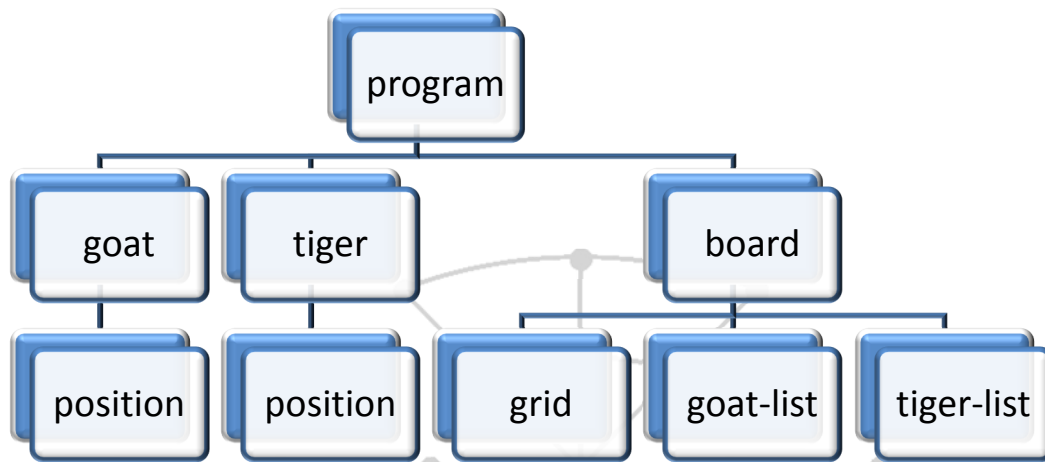 program
goat
tiger
board
position
position
grid
goat-list
tiger-list